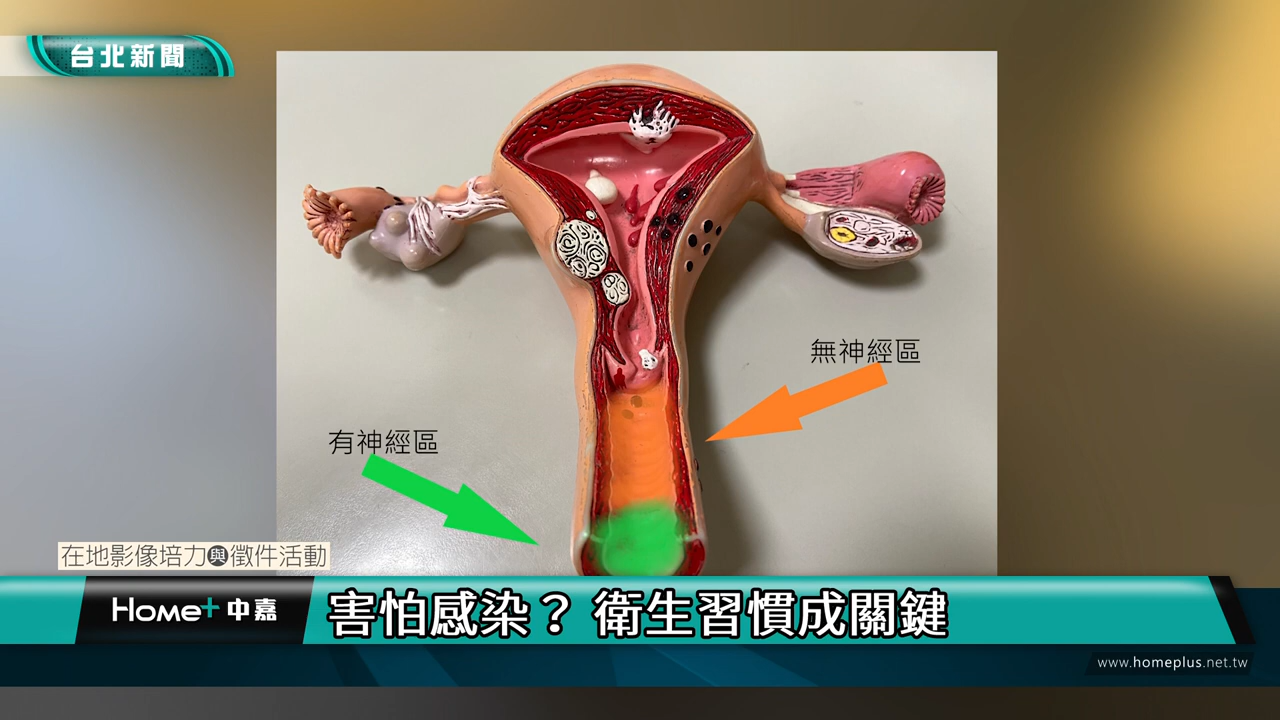 台北新聞
無神經區
有神經區
在地影像培力與徵件活動
Home+中嘉
害怕感染？ 衛生習慣成關鍵
www.homeplus.net.tw